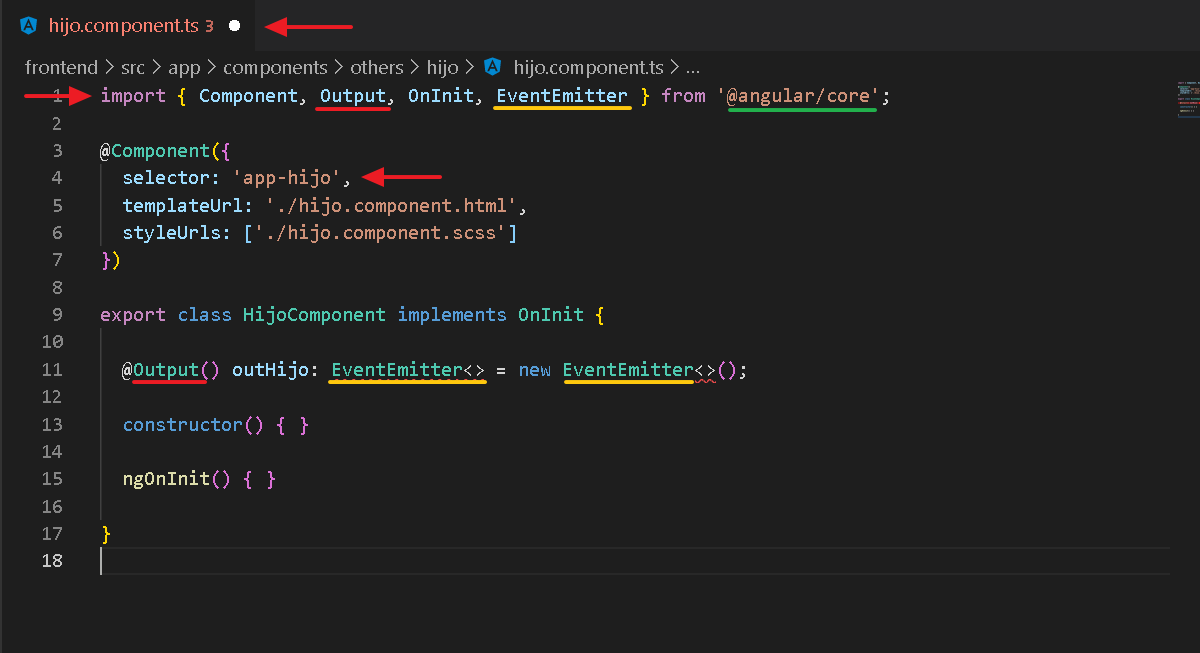 hijo.component.ts 3
frontend > src > app > components > others > hijo > hijo.component.ts > ...
1 import { Component, Output, OnInit, EventEmitter } from '@angular/core';
2
3 @Component({
4 selector: 'app-hijo',
5 templateUrl: './hijo.component.html',
6 styleUrls: ['./hijo.component.scss']
7 })
8
9 export class HijoComponent implements OnInit {
10
11 @Output() outHijo: EventEmitter<> = new EventEmitter<>();
12
13 constructor() { }
14
15 ngOnInit() { }
16
17 }
18